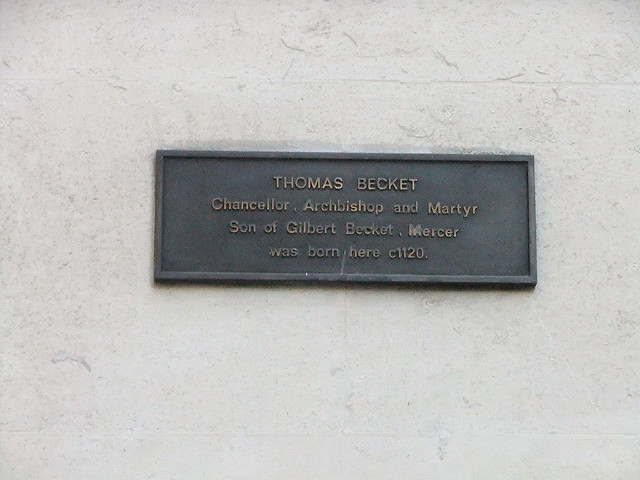 THOMAS BECKET
Chancellor, Archbishop and Martyr
Son of Gilbert Becket, Mercer
was born here c1120.